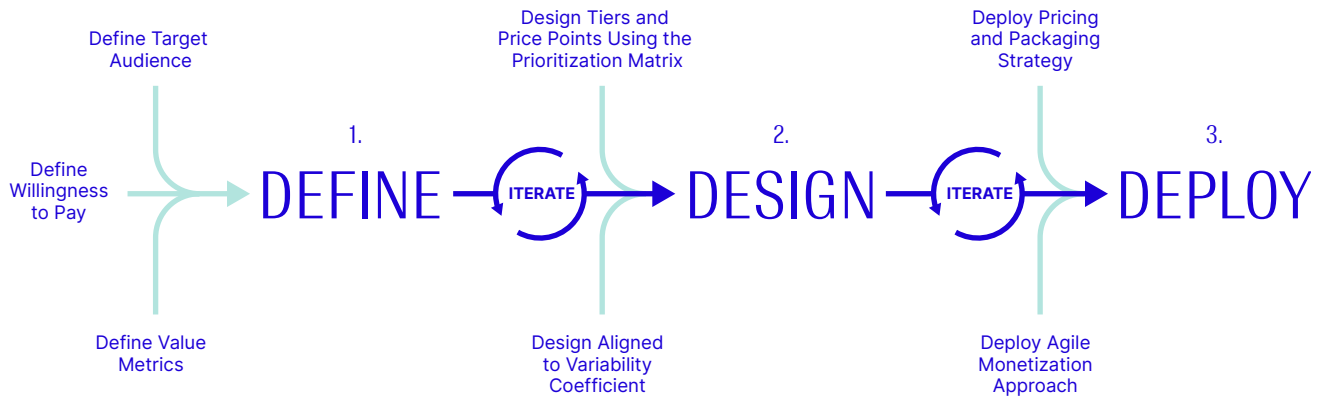 Define Target
Audience
Define
Willingness
to Pay
Define Value
Metrics
1.
DEFINE
ITERATE
Design Tiers and
Price Points Using the
Prioritization Matrix
Design Aligned
to Variability
Coefficient
2.
DESIGN
ITERATE
Deploy Pricing
and Packaging
Strategy
Deploy Agile
Monetization
Approach
3.
DEPLOY